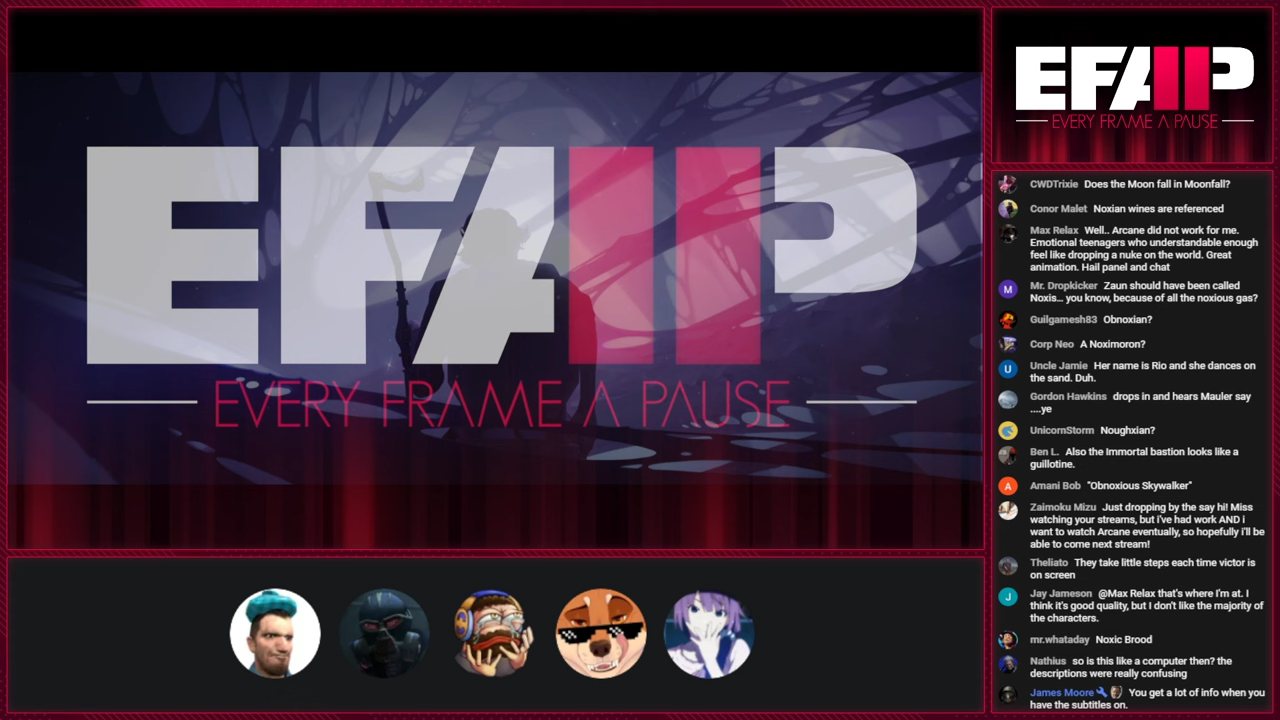 EFAP
EVERY FRAME A PAUSE
EFAP
EVERY FRAME A PAUSE
CWDTrixie Does the Moon fall in Moonfall?
Conor Malet Noxian wines are referenced
Max Relax Well.. Arcane did not work for me.
Emotional teenagers who understandable enough
feel like dropping a nuke on the world. Great
animation. Hail panel and chat
M
Mr. Dropkicker Zaun should have been called
Noxis... you know, because of all the noxious gas?
Guilgamesh83 Obnoxian?
Corp Neo A Noximoron?
U
Uncle Jamie Her name is Rio and she dances on
the sand. Duh.
Gordon Hawkins drops in and hears Mauler say
....ye
UnicornStorm Noughxian?
Ben L. Also the Immortal bastion looks like a
guillotine.
A
Amani Bob "Obnoxious Skywalker"
Zaimoku Mizu Just dropping by the say hi! Miss
watching your streams, but i've had work AND i
want to watch Arcane eventually, so hopefully i'll be
able to come next stream!
Theliato They take little steps each time victor is
on screen
J
Jay Jameson @Max Relax that's where I'm at. I
think it's good quality, but I don't like the majority of
the characters.
mr.whataday Noxic Brood
Nathius so is this like a computer then? the
descriptions were really confusing
James Moore You get a lot of info when you
have the subtitles on.